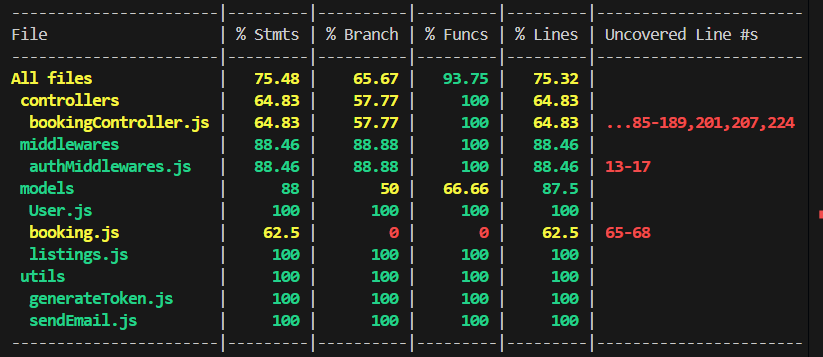 -----------------------|---------|----------|---------|---------|-----------------------
File                   | % Stmts | % Branch | % Funcs | % Lines | Uncovered Line #s
-----------------------|---------|----------|---------|---------|-----------------------
All files              |   75.48 |    65.67 |   93.75 |   75.32 |
 controllers           |   64.83 |    57.77 |     100 |   64.83 |
  bookingController.js |   64.83 |    57.77 |     100 |   64.83 | ...85-189,201,207,224
 middlewares           |   88.46 |    88.88 |     100 |   88.46 |
  authMiddlewares.js   |   88.46 |    88.88 |     100 |   88.46 | 13-17
 models                |      88 |       50 |   66.66 |    87.5 |
  User.js              |     100 |      100 |     100 |     100 |
  booking.js           |    62.5 |        0 |       0 |    62.5 | 65-68
  listings.js          |     100 |      100 |     100 |     100 |
 utils                 |     100 |      100 |     100 |     100 |
  generateToken.js     |     100 |      100 |     100 |     100 |
  sendEmail.js         |     100 |      100 |     100 |     100 |
-----------------------|---------|----------|---------|---------|-----------------------